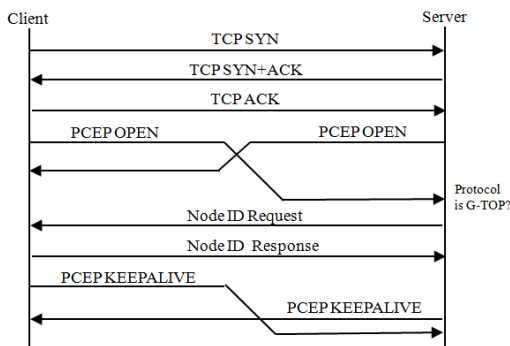 Client
Server
TCP SYN
TCP SYN+ACK
TCP ACK
PCEP OPEN
PCEP OPEN
Protocol
is G-TOP?
Node ID Request
Node ID Response
PCEP KEEPALIVE
PCEP KEEPALIVE